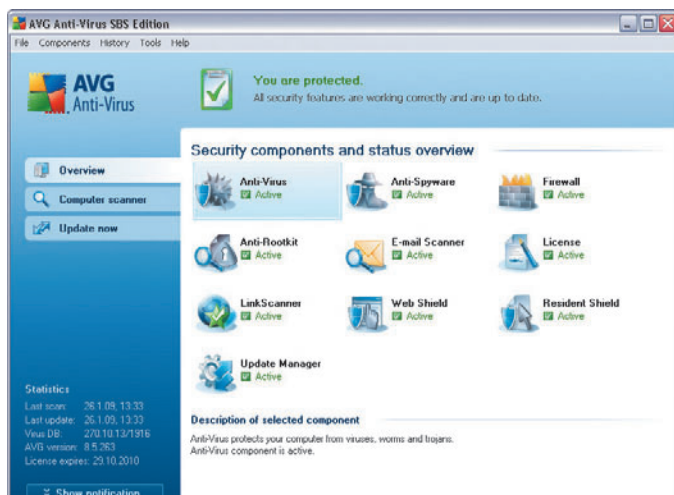 AVG Anti-Virus SBS Edition
File Components History Tools Help
AVG
Anti-Virus
You are protected.
All security features are working correctly and are up to date.
Overview
Computer scanner
Update now
Security components and status overview
Anti-Virus
Active
Anti-Spyware
Active
Firewall
Active
Anti-Rootkit
Active
E-mail Scanner
Active
License
Active
LinkScanner
Active
Web Shield
Active
Resident Shield
Active
Update Manager
Active
Description of selected component
Anti-Virus protects your computer from viruses, worms and trojans.
Anti-Virus component is active.
Statistics
Last scan: 26.1.09, 13:33
Last update: 26.1.09, 13:33
Virus DB: 270.10.13/1916
AVG version: 8.5.263
License expires: 29.10.2010
Show notification